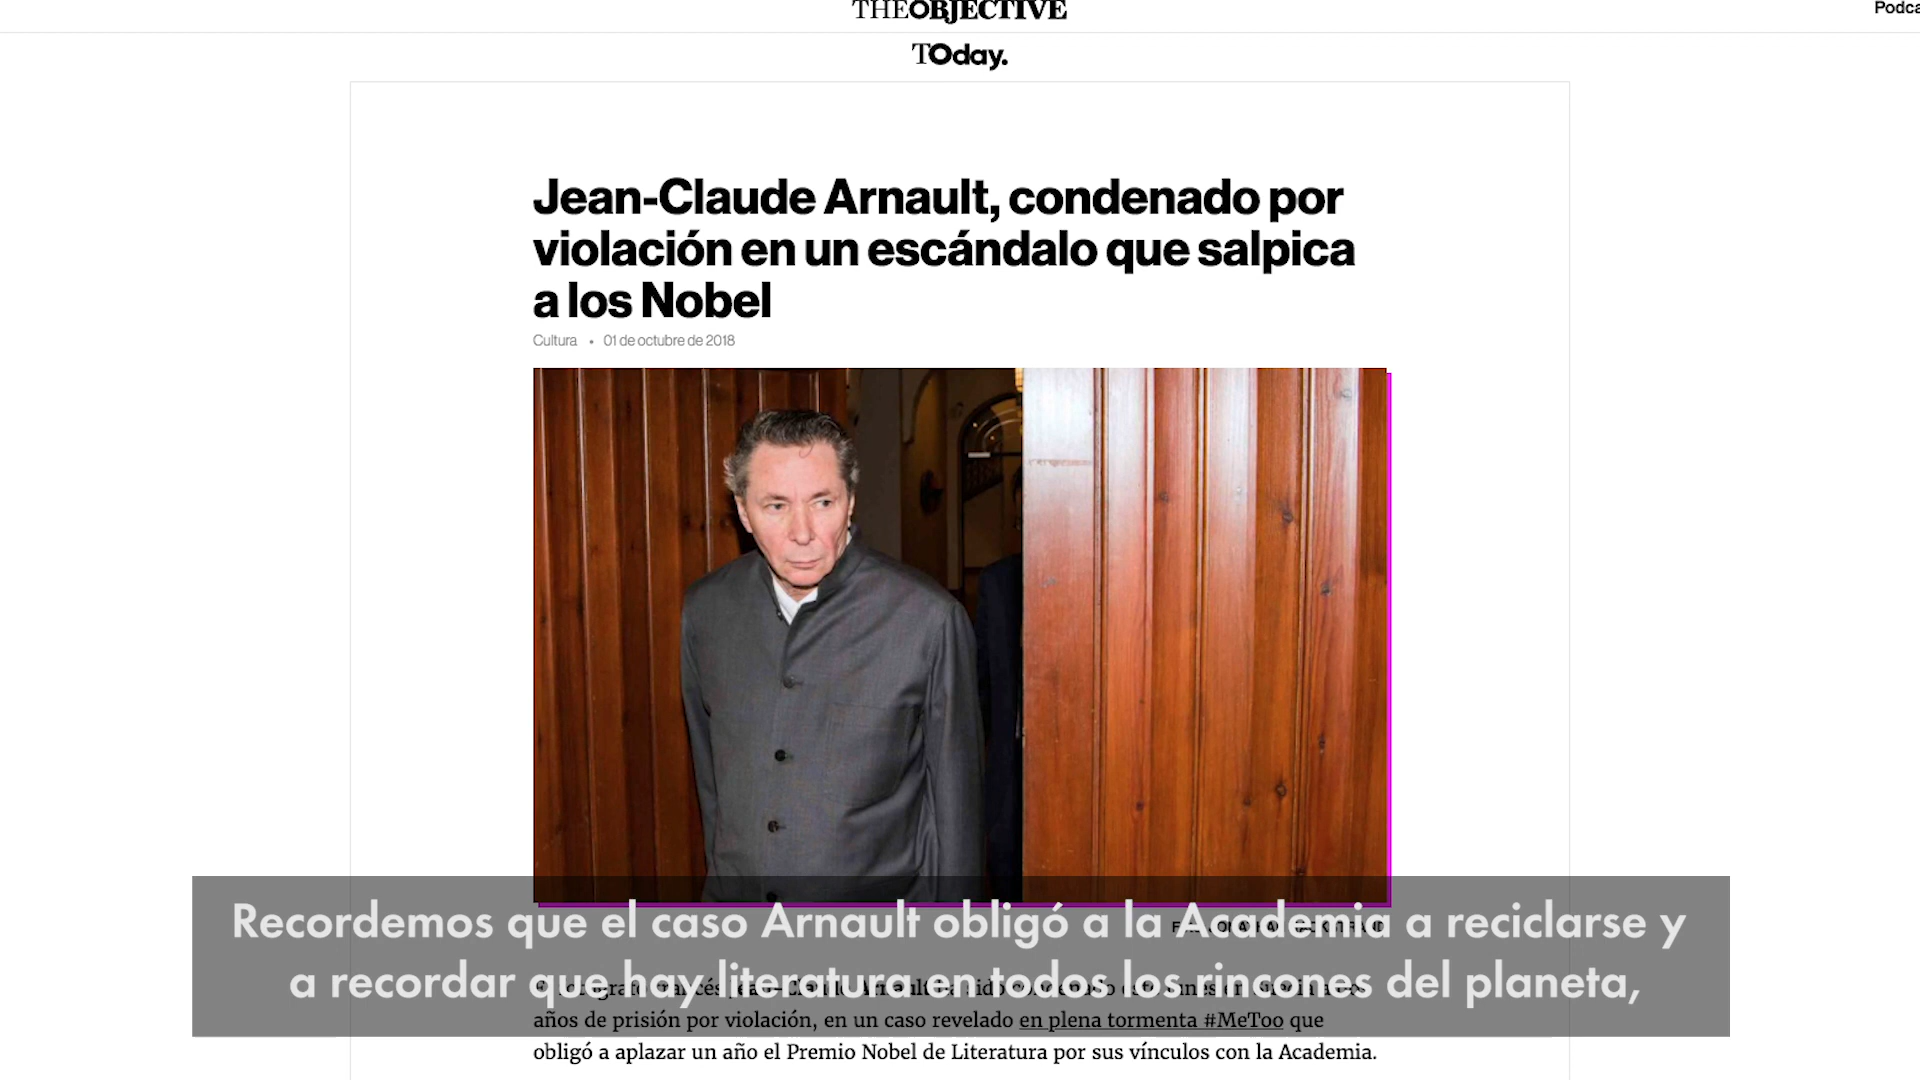 THEOBJECTIVE
Podca
TOday.
Jean-Claude Arnault, condenado por
violación en un escándalo que salpica
a los Nobel
Cultura • 01 de octubre de 2018
Recordemos que el caso Arnault obligó a la Academia a reciclarse y
a recordar que hay literatura en todos los rincones del planeta,
años de prisión por violación, en un caso revelado en plena tormenta #MeToo que
obligó a aplazar un año el Premio Nobel de Literatura por sus vínculos con la Academia.